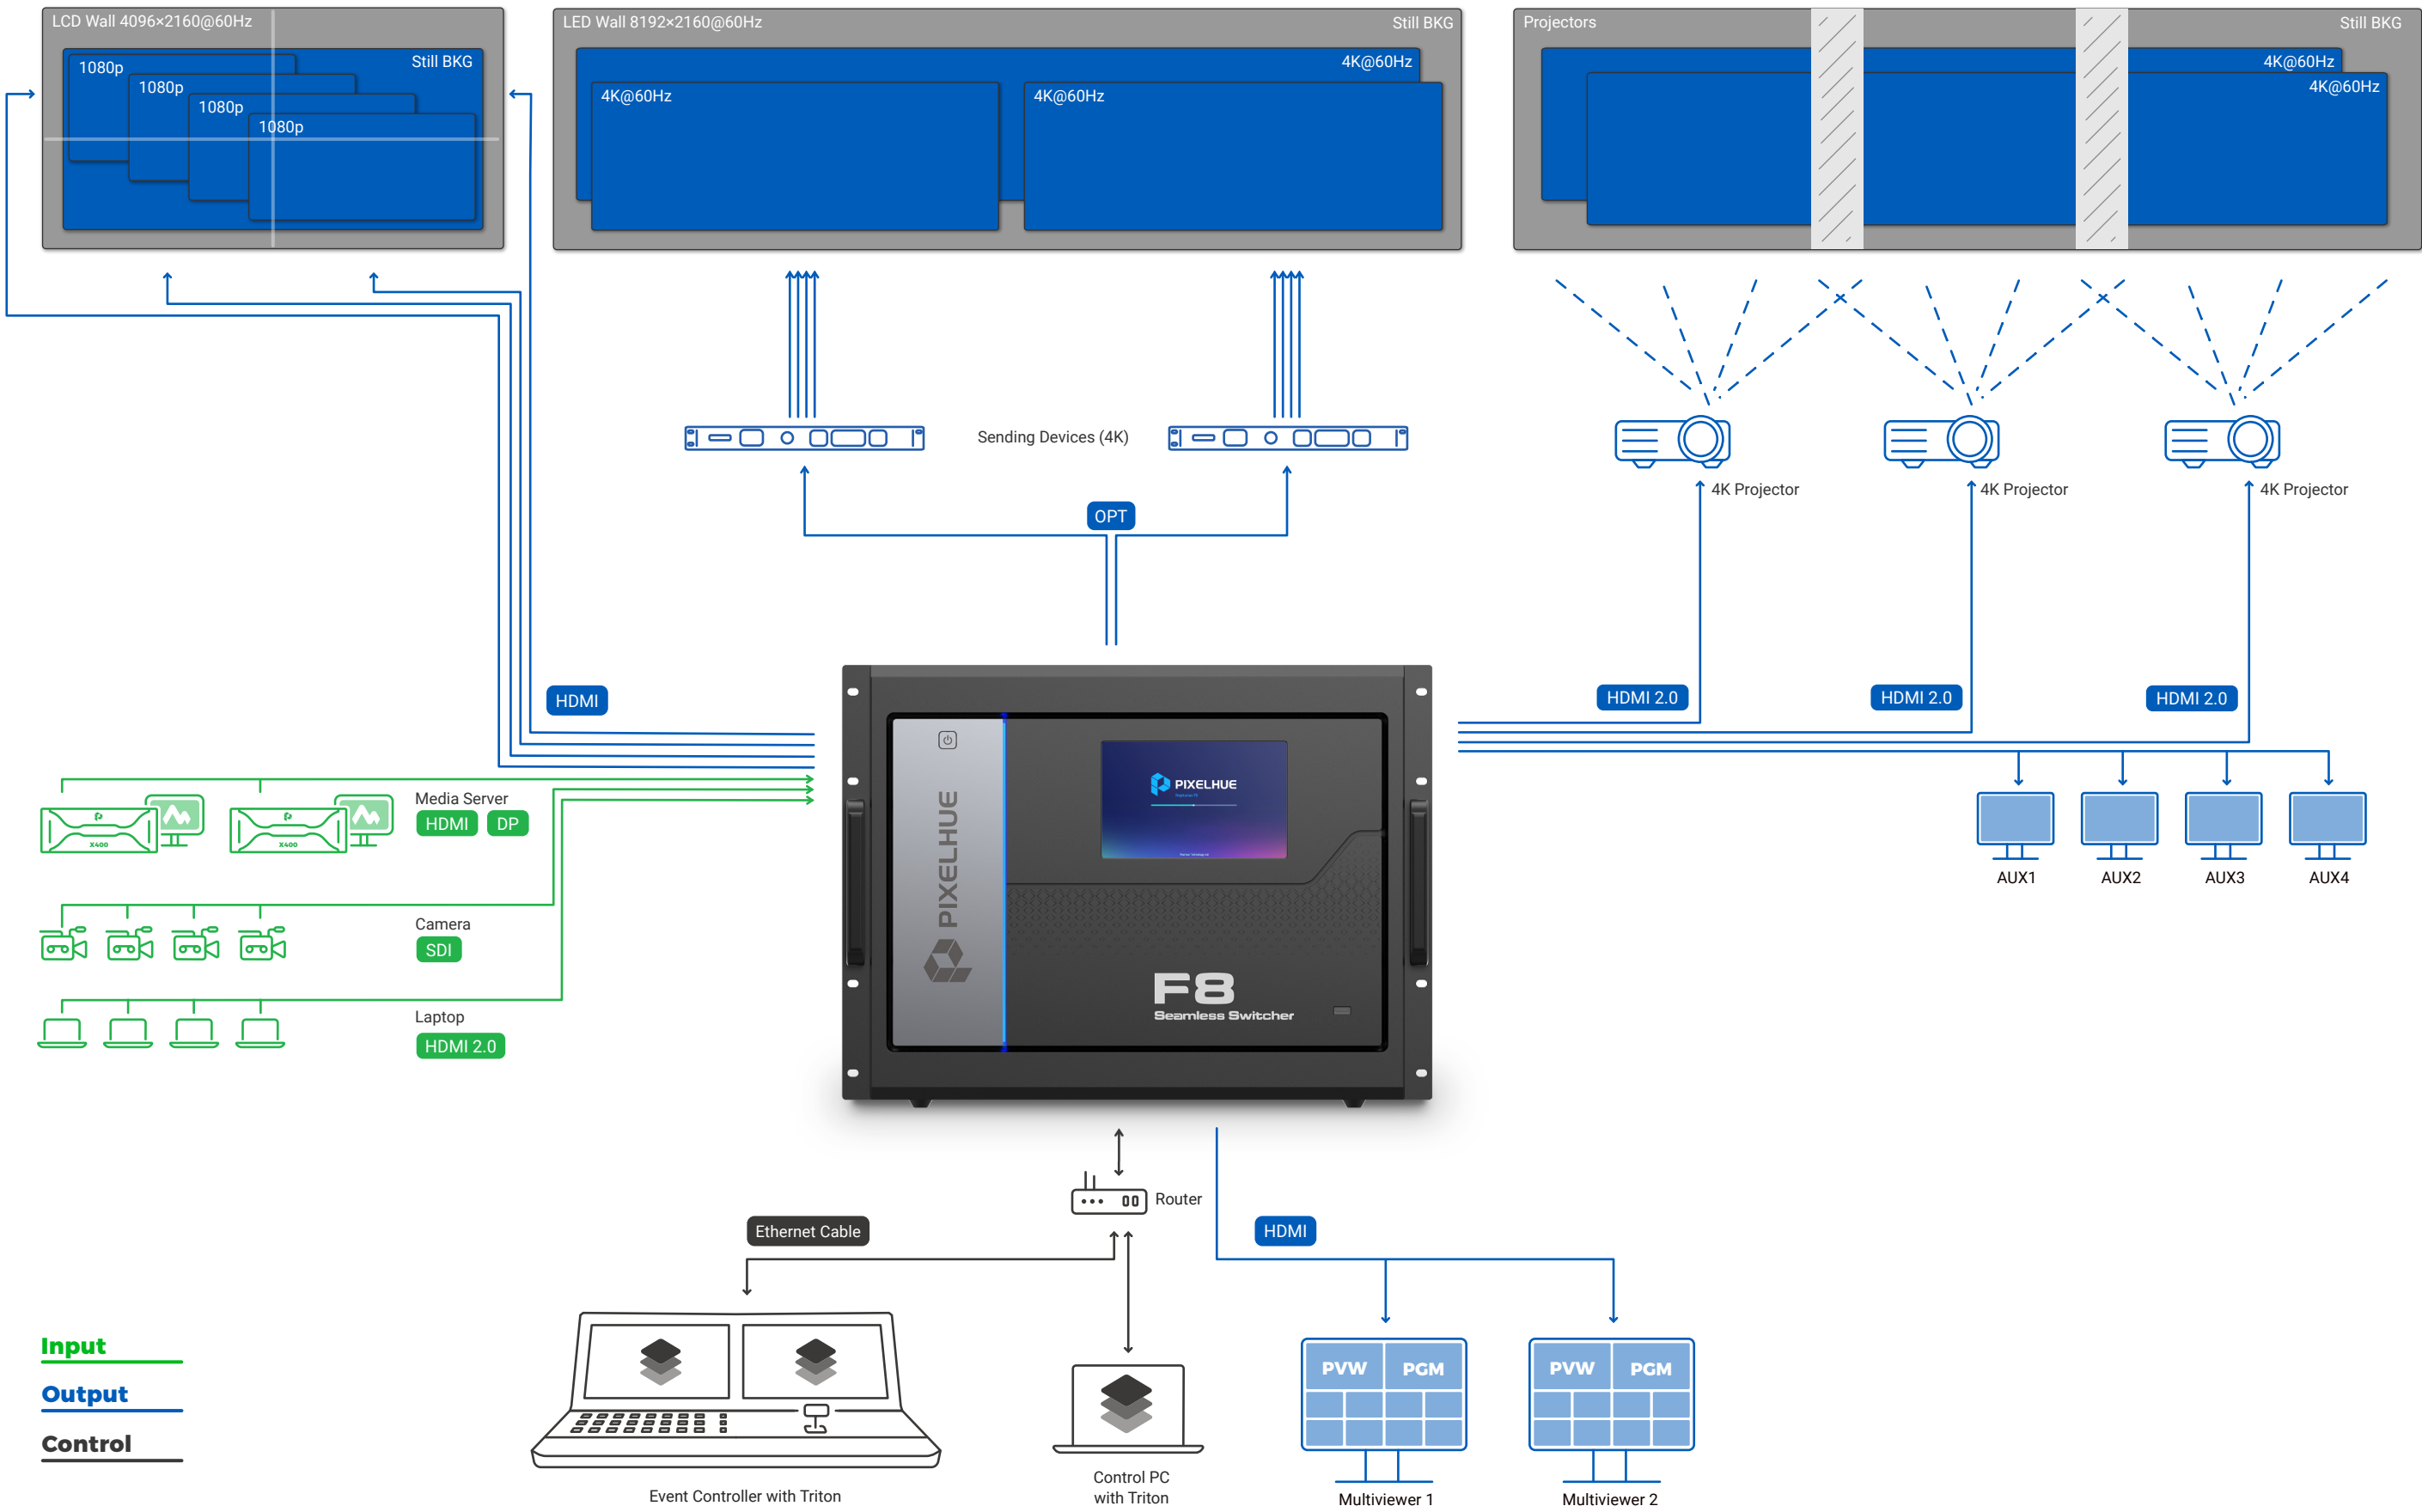 LCD Wall 4096×2160@60Hz
Still BKG
1080p
1080p
1080p
1080p
LED Wall 8192×2160@60Hz
Still BKG
4K@60Hz
4K@60Hz
4K@60Hz
Projectors
Still BKG
4K@60Hz
4K@60Hz
Sending Devices (4K)
4K Projector
4K Projector
4K Projector
OPT
HDMI
HDMI 2.0
HDMI 2.0
HDMI 2.0
Media Server
HDMI
DP
X400
X400
Camera
SDI
Laptop
HDMI 2.0
PIXELHUE
PIXELHUE
F8
Seamless Switcher
AUX1
AUX2
AUX3
AUX4
Router
Ethernet Cable
HDMI
Input
Output
Control
PVW
PGM
PVW
PGM
Event Controller with Triton
Control PC
with Triton
Multiviewer 1
Multiviewer 2